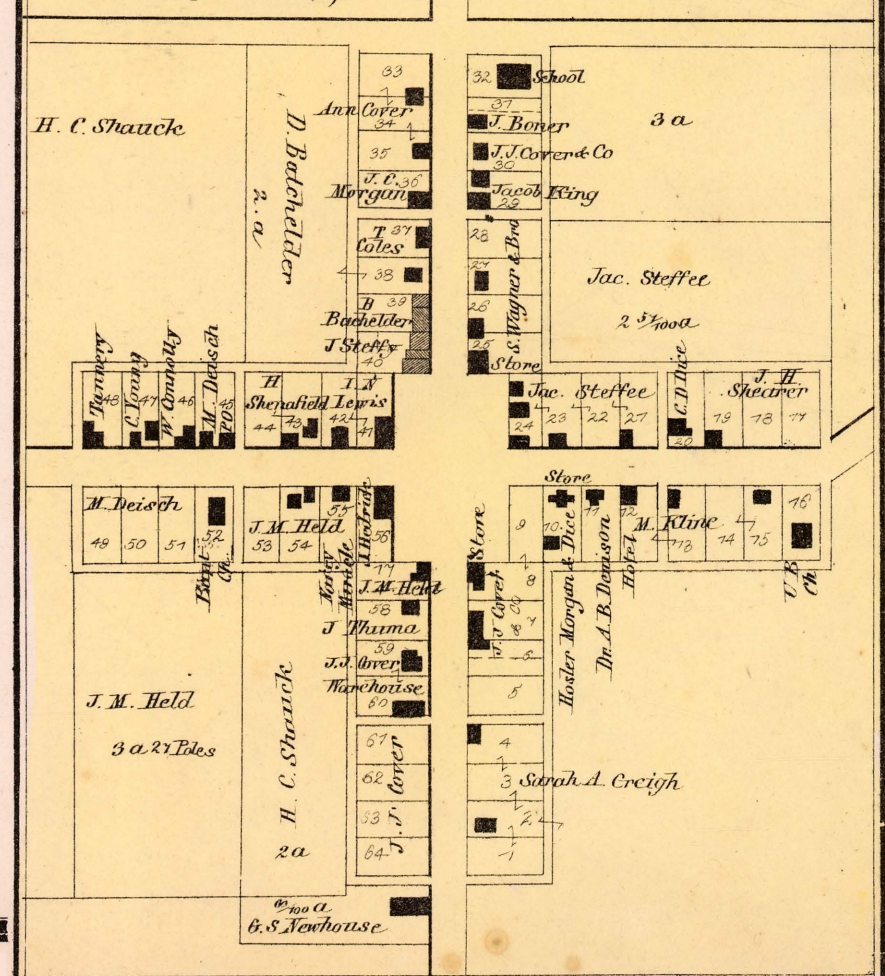 H. C. Shauck
D. Batchelder
2. a
33
Ann Cover
34
35
J. C. 36
Morgan
T 37
Coles
38
B 39
Bachelder
J Steffy
40
32 School
31
J. Boner
J. J. Cover & Co
30
Jacob King
29
28
27
26
25
S. Wagner & Bro
Store
3 a
Jac. Steffee
2 57/100 a
Tannery
48
C. Young
47
W. Connolly
46
M. Deisch
45
P O
H
Shenafield
44
43
I. N
Lewis
42
41
Jac. Steffee
24
23
22
21
C. D Dice
20
J. H
Shearer
19
18
17
M. Deisch
49
50
51
52
Bapt
Ch.
J. M. Held
53
54
55
J. Hedrick
56
J. M. Held
58
J Thuma
59
J. J. Cover
Warehouse
60
Store
9
8
J. J Cover
& Co
7
6
5
Store
10
Hosler Morgan & Dice
11
Dr. A. B. Denison
12
Hotel
M. Kline
13
14
15
16
U B
Ch
J. M. Held
3 a 27 Poles
H C. Shauck
2 a
61
62
63
64
J. J Cover
4
3
2
1
Sarah A Creigh
G. S Newhouse